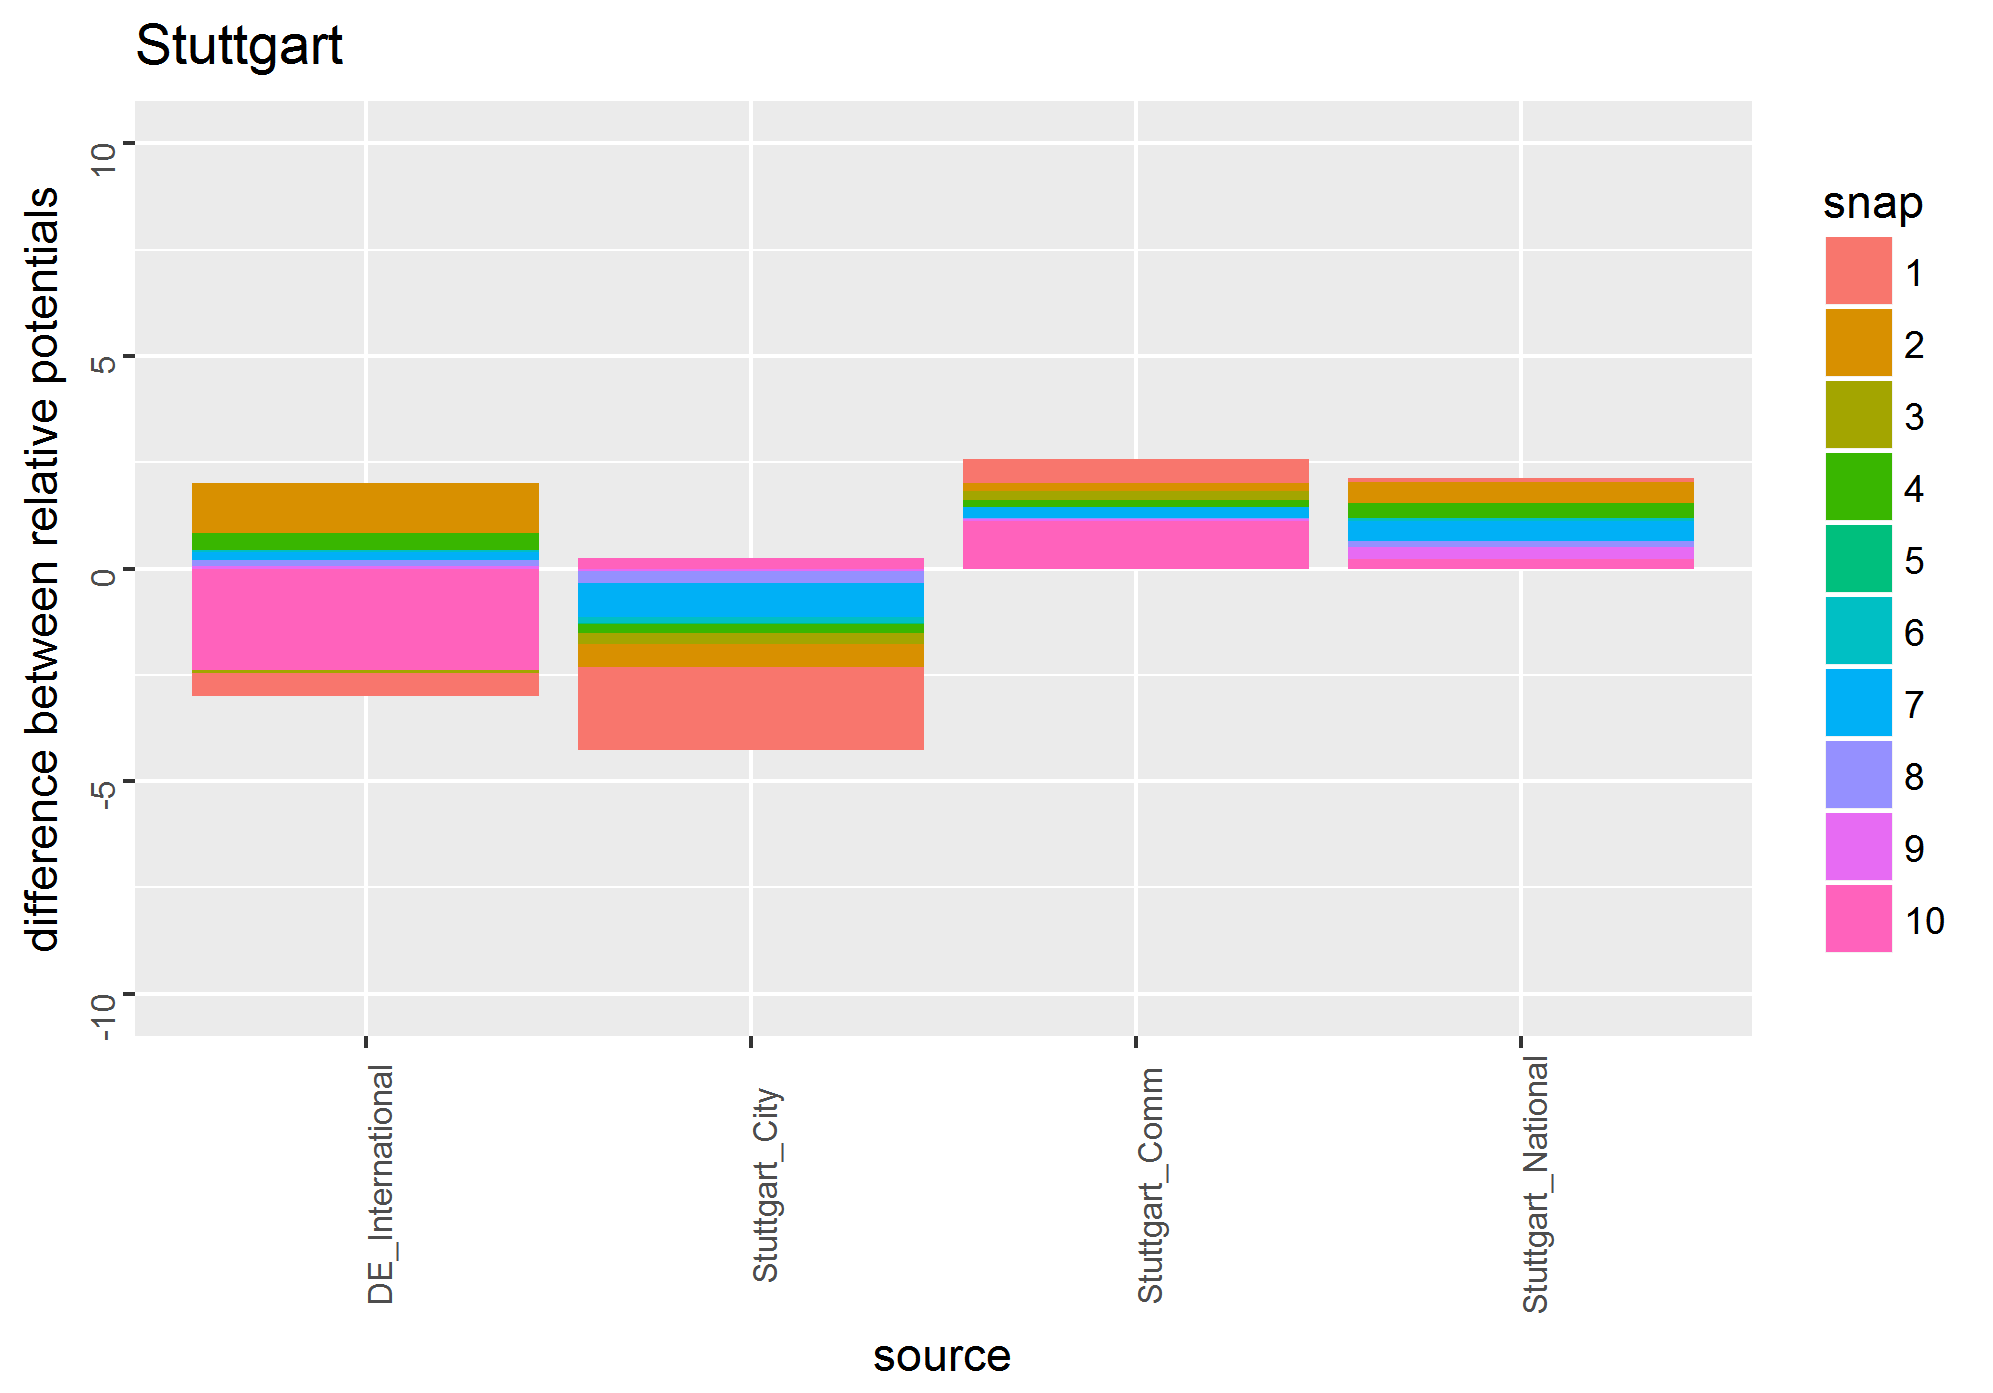 Stuttgart
difference between relative potentials
10
5
0
-5
-10
DE_International
Stuttgart_City
Stuttgart_Comm
Stuttgart_National
source
snap
1
2
3
4
5
6
7
8
9
10